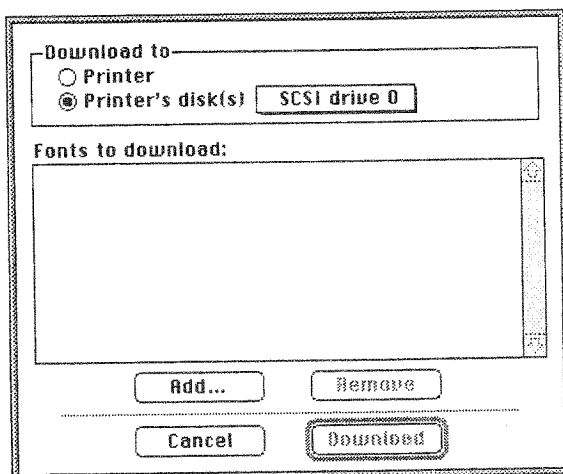 Download to
Printer
Printer's disk(s) SCSI drive 0
Fonts to download:
Add... Remove
Cancel Download